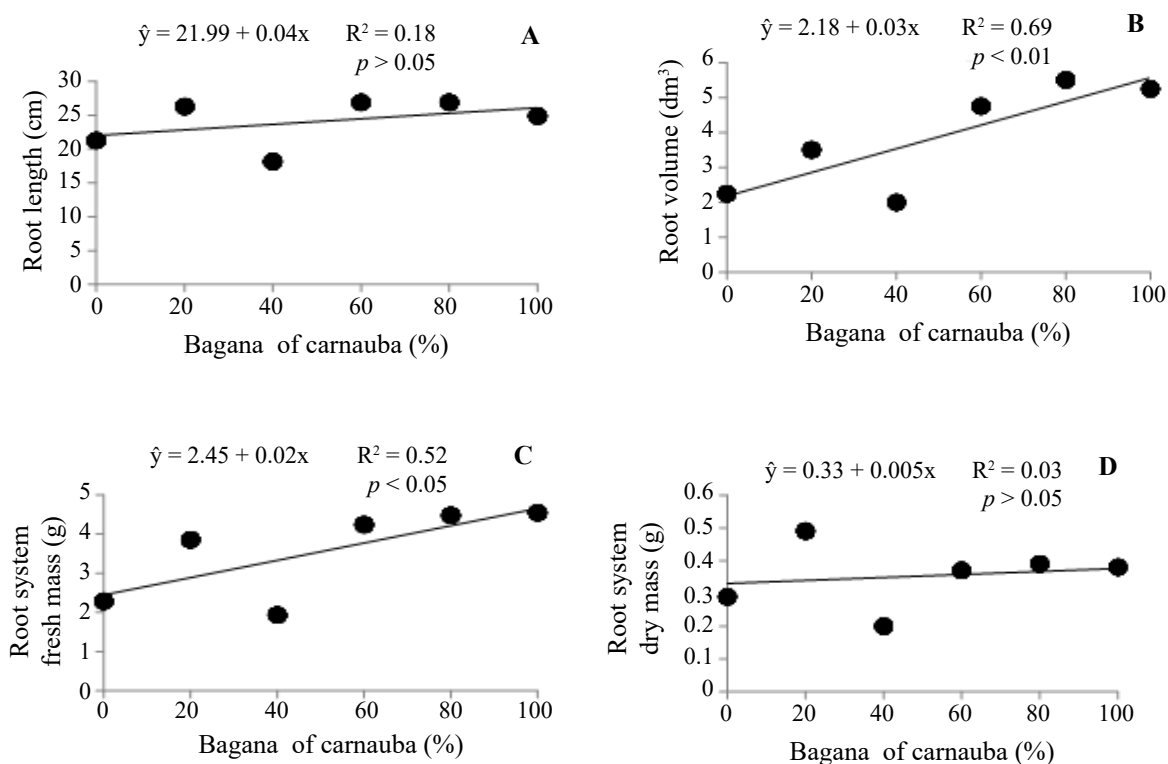 ŷ = 21.99 + 0.04x R² = 0.18 A
p > 0.05
Root length (cm)
30
25
20
15
10
5
0
0 20 40 60 80 100
Bagana of carnauba (%)
ŷ = 2.18 + 0.03x R² = 0.69 B
p < 0.01
Root volume (dm³)
6
5
4
3
2
1
0
0 20 40 60 80 100
Bagana of carnauba (%)
ŷ = 2.45 + 0.02x R² = 0.52 C
p < 0.05
Root system
fresh mass (g)
5
4
3
2
1
0
0 20 40 60 80 100
Bagana of carnauba (%)
ŷ = 0.33 + 0.005x R² = 0.03 D
p > 0.05
Root system
dry mass (g)
0.6
0.5
0.4
0.3
0.2
0.1
0
0 20 40 60 80 100
Bagana of carnauba (%)